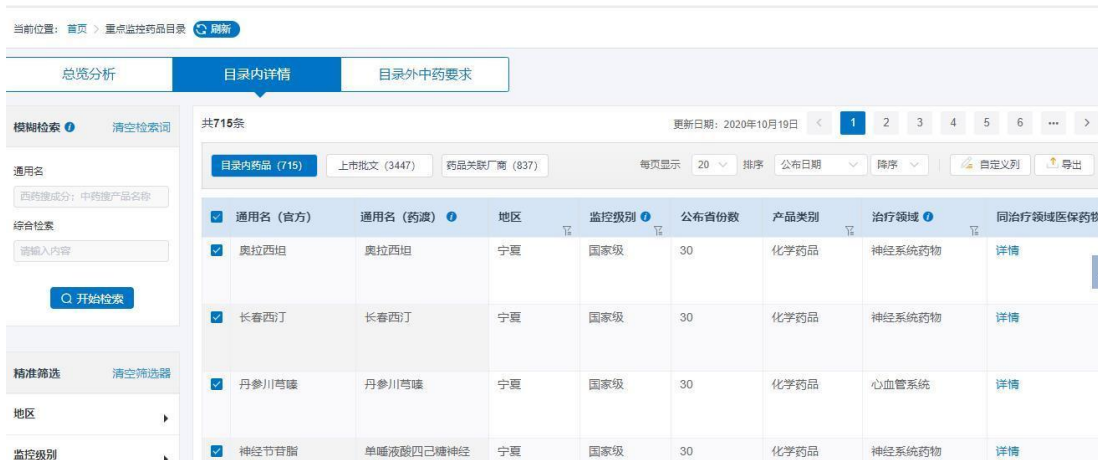 当前位置： 首页 > 重点监控药品目录 刷新
总览分析 目录内详情 目录外中药要求
模糊检索 清空检索词
通用名
西药搜成分；中药搜产品名称
综合检索
请输入内容
开始检索
精准筛选 清空筛选器
地区
监控级别
共715条 更新日期：2020年10月19日 < 1 2 3 4 5 6 ••• >
目录内药品（715） 上市批文（3447） 药品关联厂商（837） 每页显示 20 排序 公布日期 降序 自定义列 导出
通用名（官方） 通用名（药渡） 地区 监控级别 公布省份数 产品类别 治疗领域 同治疗领域医保药物
奥拉西坦 奥拉西坦 宁夏 国家级 30 化学药品 神经系统药物 详情
长春西汀 长春西汀 宁夏 国家级 30 化学药品 神经系统药物 详情
丹参川芎嗪 丹参川芎嗪 宁夏 国家级 30 化学药品 心血管系统 详情
神经节苷脂 单唾液酸四己糖神经 宁夏 国家级 30 化学药品 神经系统药物 详情